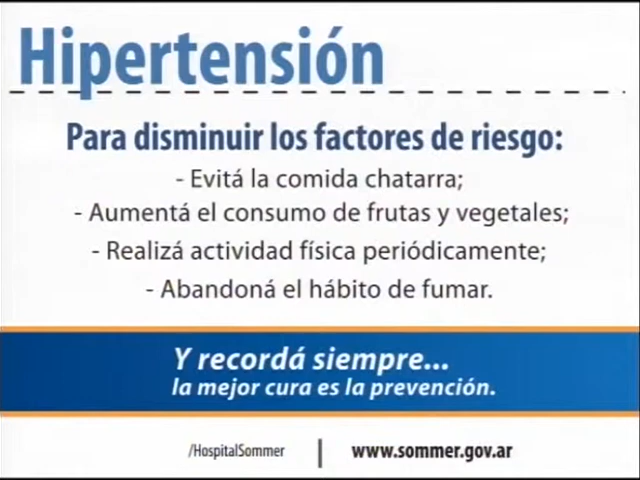 Hipertensión
Para disminuir los factores de riesgo:
- Evitá la comida chatarra;
- Aumentá el consumo de frutas y vegetales;
- Realizá actividad física periódicamente;
- Abandoná el hábito de fumar.
Y recordá siempre...
la mejor cura es la prevención.
/HospitalSommer | www.sommer.gov.ar